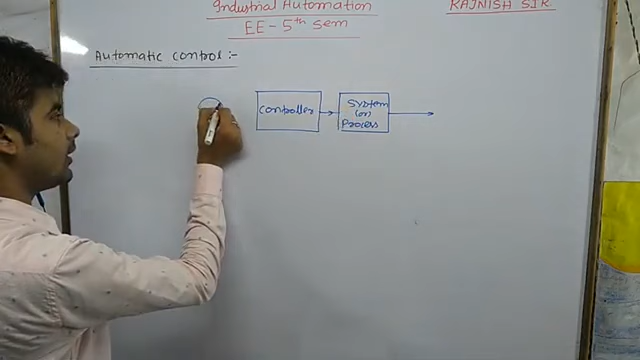 Industrial Automation
EE - 5th Sem
RAJNISH SIR
Automatic control :-
Controller
System
(or)
Process